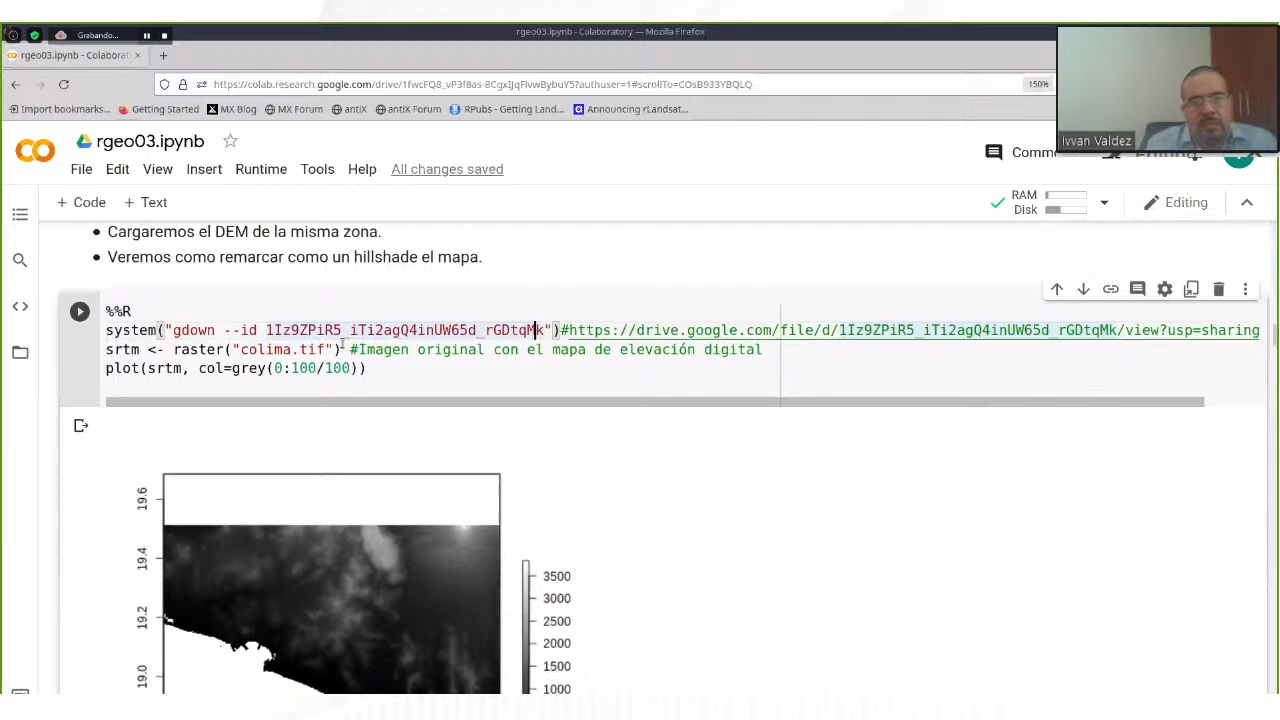 Grabando...
rgeo03.ipynb - Colaboratory — Mozilla Firefox
rgeo03.ipynb - Colaborat
https://colab.research.google.com/drive/1fwcFQ8_vP3f8as-8CgxIJqFlvwBybuY5?authuser=1#scrollTo=COsB933YBQLQ
150%
Import bookmarks...
Getting Started
MX Blog
MX Forum
antiX
antiX Forum
RPubs - Getting Land...
Announcing rLandsat...
Ivvan Valdez
rgeo03.ipynb
Comm
File Edit View Insert Runtime Tools Help All changes saved
+ Code + Text
RAM
Disk
Editing
• Cargaremos el DEM de la misma zona.
• Veremos como remarcar como un hillshade el mapa.
%%R
system("gdown --id 1Iz9ZPiR5_iTi2agQ4inUW65d_rGDtqMk")#https://drive.google.com/file/d/1Iz9ZPiR5_iTi2agQ4inUW65d_rGDtqMk/view?usp=sharing
srtm <- raster("colima.tif") #Imagen original con el mapa de elevación digital
plot(srtm, col=grey(0:100/100))
19.6
19.4
19.2
19.0
3500
3000
2500
2000
1500
1000